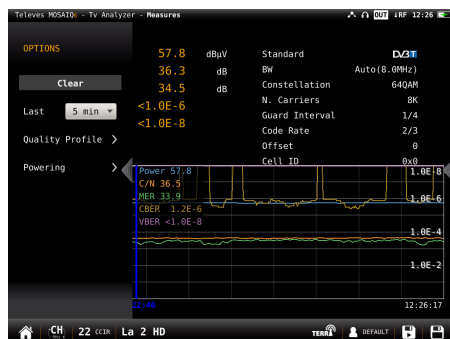 Televes MOSAIQ6 - Tv Analyzer - Measures
OUT
RF 12:26
OPTIONS
Clear
Last 5 min
Quality Profile
Powering
57.8 dBµV
36.3 dB
34.5 dB
<1.0E-6
<1.0E-8
Standard DVB T
BW Auto(8.0MHz)
Constellation 64QAM
N. Carriers 8K
Guard Interval 1/4
Code Rate 2/3
Offset 0
Cell ID 0x0
Power 57.8
C/N 36.5
MER 33.9
CBER 1.2E-6
VBER <1.0E-8
1.0E-8
1.0E-6
1.0E-4
1.0E-2
12:26:17
CH 22 CCIR La 2 HD
TERR
DEFAULT